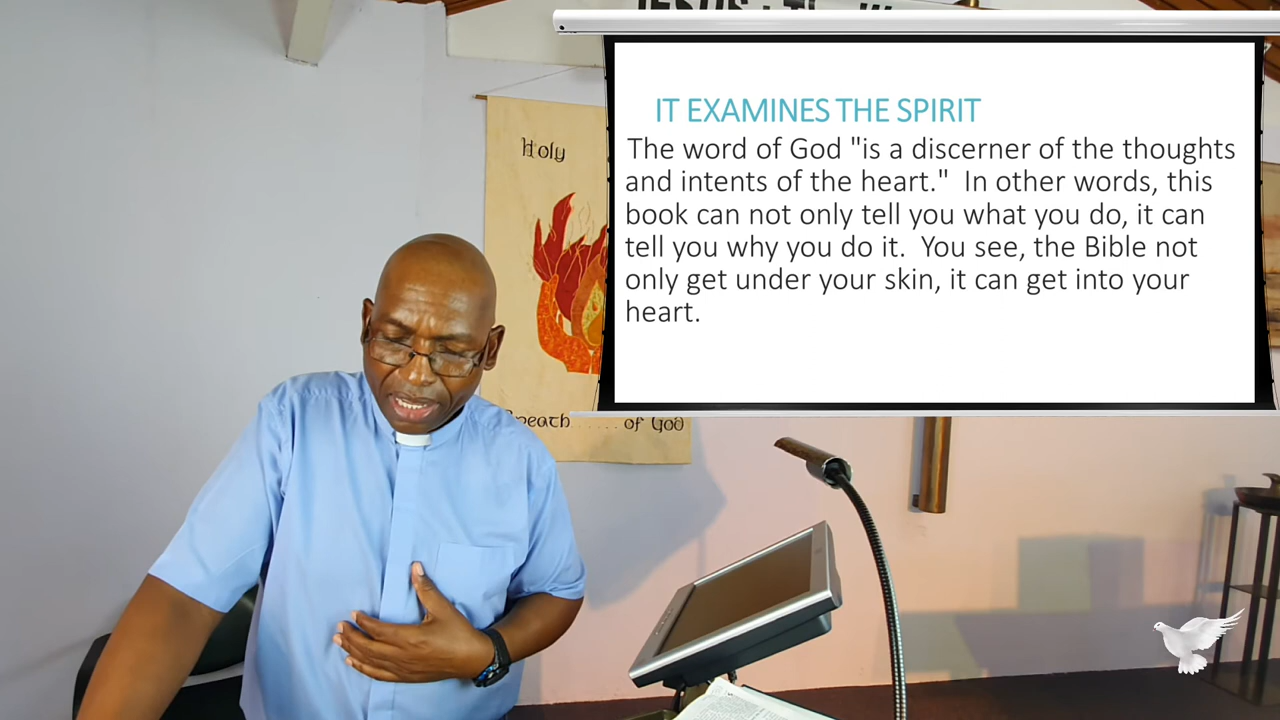 JESUS : The
IT EXAMINES THE SPIRIT
The word of God "is a discerner of the thoughts
and intents of the heart."  In other words, this
book can not only tell you what you do, it can
tell you why you do it.  You see, the Bible not
only get under your skin, it can get into your
heart.
Holy
of God